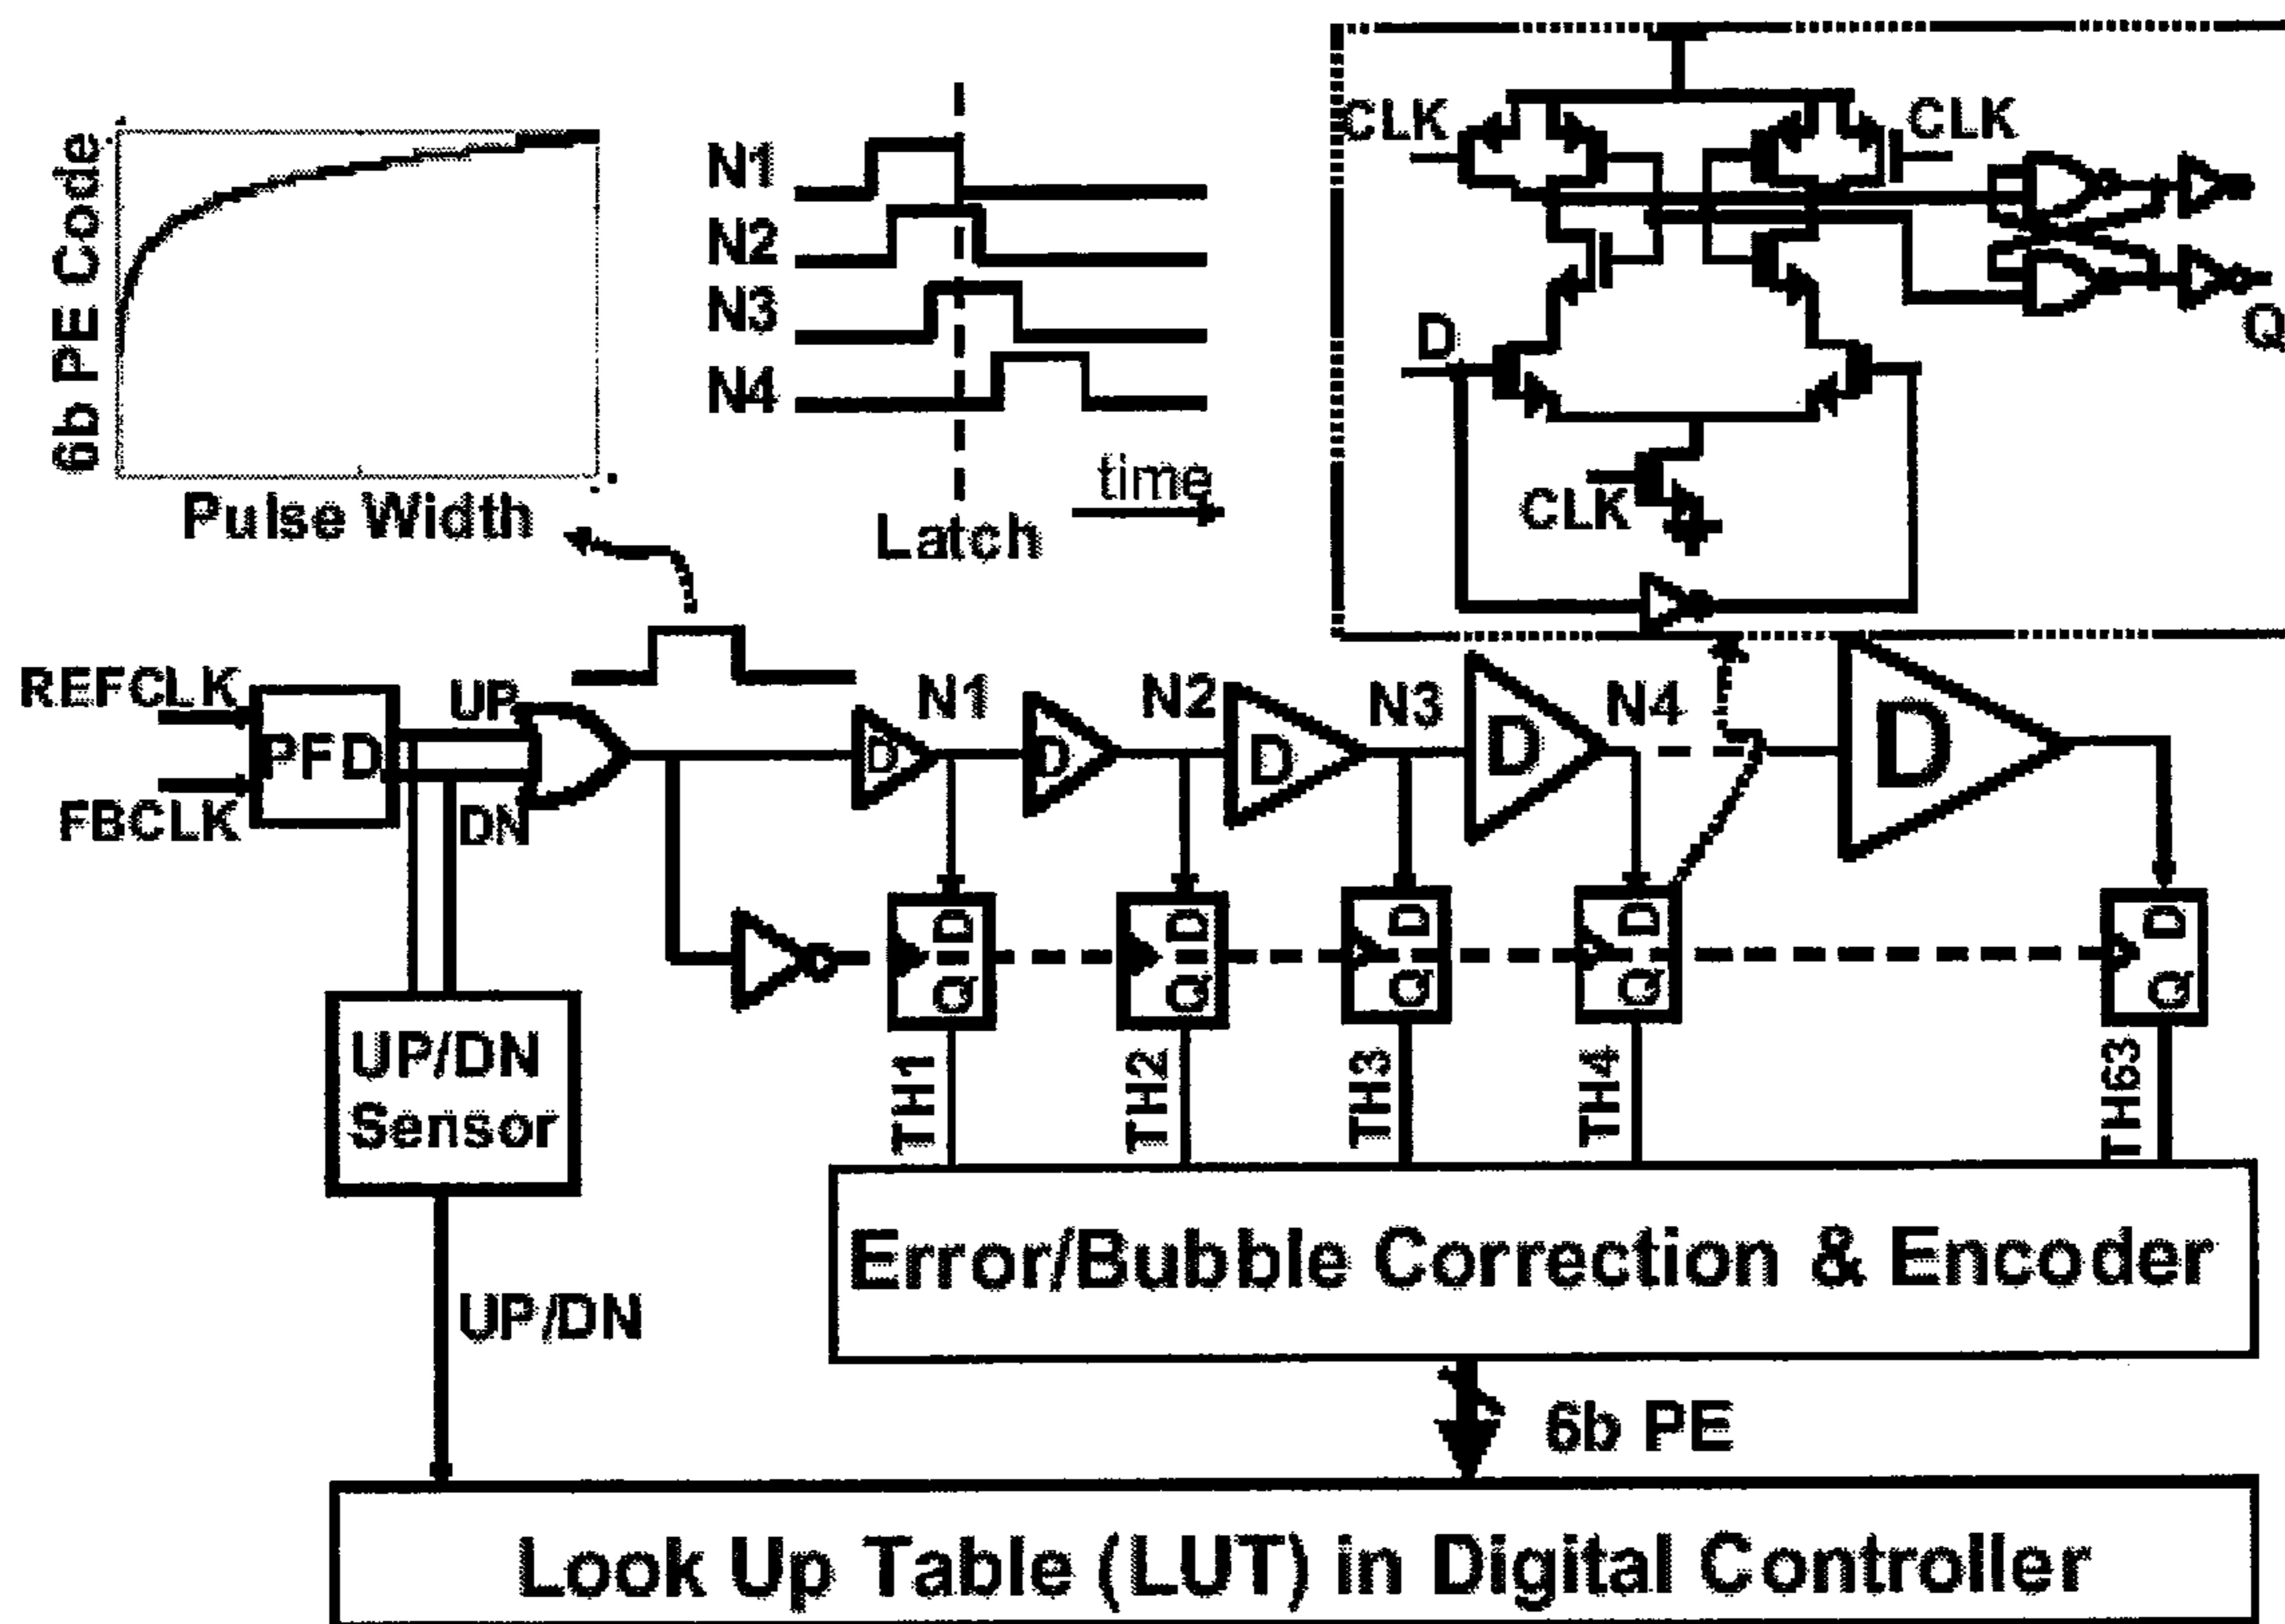 6b PE Code
Pulse Width
N1
N2
N3
N4
Latch
time
CLK
CLK
D
CLK
Q
REFCLK
FBCLK
PFD
UP
DN
D
N1
D
N2
D
N3
D
N4
D
D
Q
D
Q
D
Q
D
Q
D
Q
UP/DN
Sensor
TH1
TH2
TH3
TH4
TH63
Error/Bubble Correction & Encoder
UP/DN
6b PE
Look Up Table (LUT) in Digital Controller